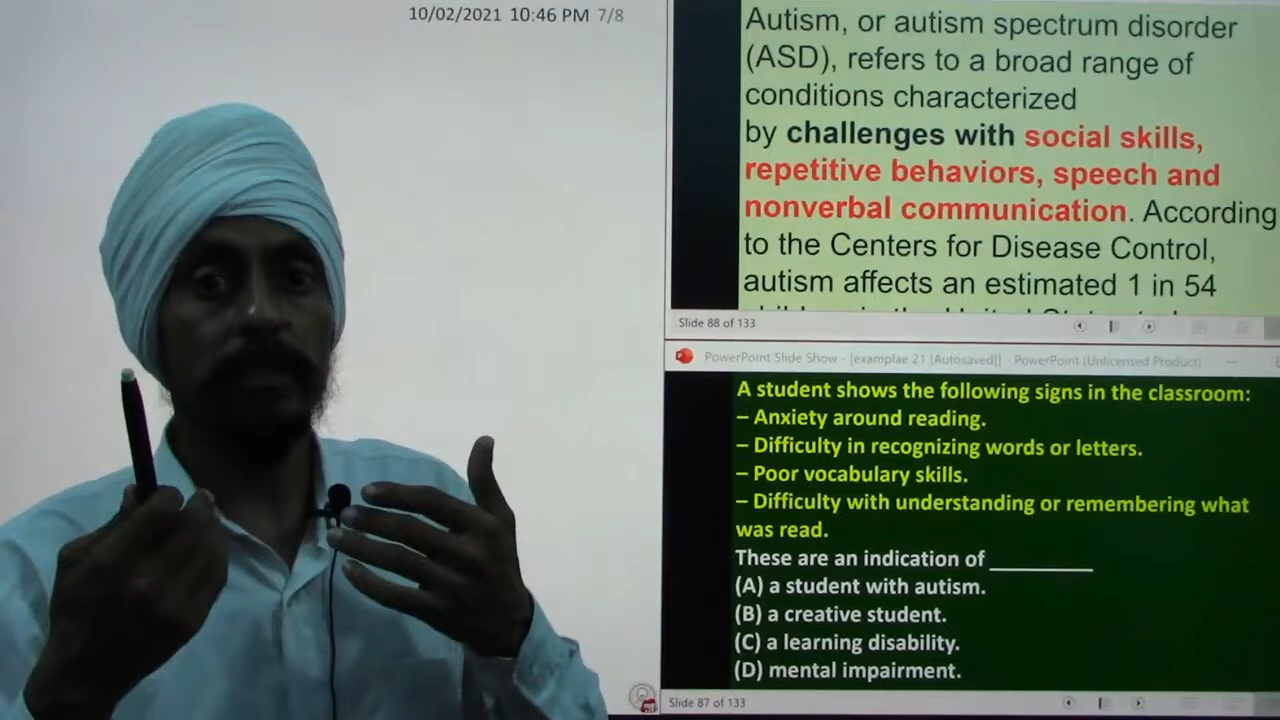 10/02/2021 10:46 PM 7/8
Autism, or autism spectrum disorder
(ASD), refers to a broad range of
conditions characterized
by challenges with social skills,
repetitive behaviors, speech and
nonverbal communication. According
to the Centers for Disease Control,
autism affects an estimated 1 in 54
Slide 88 of 133
PowerPoint Slide Show - [examplae 21 [Autosaved]] - PowerPoint (Unlicensed Product)
A student shows the following signs in the classroom:
– Anxiety around reading.
– Difficulty in recognizing words or letters.
– Poor vocabulary skills.
– Difficulty with understanding or remembering what
was read.
These are an indication of __________
(A) a student with autism.
(B) a creative student.
(C) a learning disability.
(D) mental impairment.
Slide 87 of 133